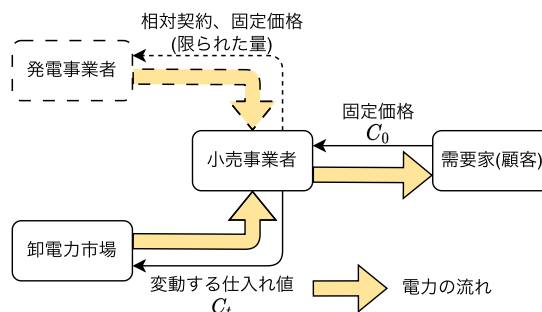 相対契約、固定価格
(限られた量)
発電事業者
固定価格
C₀
小売事業者
需要家(顧客)
卸電力市場
変動する仕入れ値
Cₜ
電力の流れ